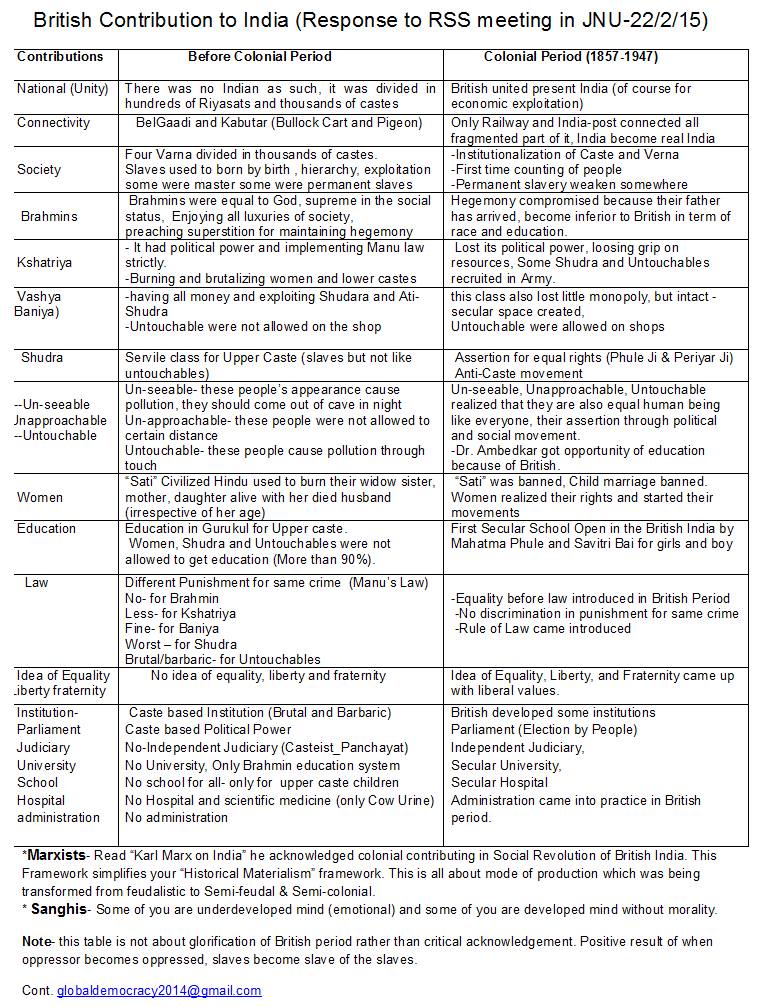 British Contribution to India (Response to RSS meeting in JNU-22/2/15)
Contributions Before Colonial Period Colonial Period (1857-1947)
National (Unity) There was no Indian as such, it was divided in British united present India (of course for
hundreds of Riyasats and thousands of castes economic exploitation)
Connectivity BelGaadi and Kabutar (Bullock Cart and Pigeon) Only Railway and India-post connected all
fragmented part of it, India become real India
Four Varna divided in thousands of castes. -Institutionalization of Caste and Verna
Society Slaves used to born by birth , hierarchy, exploitation -First time counting of people
some were master some were permanent slaves -Permanent slavery weaken somewhere
Brahmins were equal to God, supreme in the social Hegemony compromised because their father
Brahmins status, Enjoying all luxuries of society, has arrived, become inferior to British in term of
preaching superstition for maintaining hegemony race and education.
- It had political power and implementing Manu law Lost its political power, loosing grip on
Kshatriya strictly. resources, Some Shudra and Untouchables
-Burning and brutalizing women and lower castes recruited in Army.
Vashya -having all money and exploiting Shudara and Ati- this class also lost little monopoly, but intact -
Baniya) Shudra secular space created,
-Untouchable were not allowed on the shop Untouchable were allowed on shops
Shudra Servile class for Upper Caste (slaves but not like Assertion for equal rights (Phule Ji & Periyar Ji)
untouchables) Anti-Caste movement
Un-seeable- these people's appearance cause Un-seeable, Unapproachable, Untouchable
--Un-seeable pollution, they should come out of cave in night realized that they are also equal human being
Unapproachable Un-approachable- these people were not allowed to like everyone, their assertion through political
--Untouchable certain distance and social movement.
Untouchable- these people cause pollution through -Dr. Ambedkar got opportunity of education
touch because of British.
"Sati" Civilized Hindu used to burn their widow sister, "Sati" was banned, Child marriage banned.
Women mother, daughter alive with her died husband Women realized their rights and started their
(irrespective of her age) movements
Education Education in Gurukul for Upper caste. First Secular School Open in the British India by
Women, Shudra and Untouchables were not Mahatma Phule and Savitri Bai for girls and boy
allowed to get education (More than 90%).
Law Different Punishment for same crime (Manu's Law)
No- for Brahmin -Equality before law introduced in British Period
Less- for Kshatriya -No discrimination in punishment for same crime
Fine- for Baniya -Rule of Law came introduced
Worst – for Shudra
Brutal/barbaric- for Untouchables
Idea of Equality No idea of equality, liberty and fraternity Idea of Equality, Liberty, and Fraternity came up
Liberty fraternity with liberal values.
Institution- Caste based Institution (Brutal and Barbaric) British developed some institutions
Parliament Caste based Political Power Parliament (Election by People)
Judiciary No-Independent Judiciary (Casteist_Panchayat) Independent Judiciary,
University No University, Only Brahmin education system Secular University,
School No school for all- only for upper caste children Secular Hospital
Hospital No Hospital and scientific medicine (only Cow Urine) Administration came into practice in British
administration No administration period.
*Marxists- Read "Karl Marx on India" he acknowledged colonial contributing in Social Revolution of British India. This
Framework simplifies your "Historical Materialism" framework. This is all about mode of production which was being
transformed from feudalistic to Semi-feudal & Semi-colonial.
* Sanghis- Some of you are underdeveloped mind (emotional) and some of you are developed mind without morality.
Note- this table is not about glorification of British period rather than critical acknowledgement. Positive result of when
oppressor becomes oppressed, slaves become slave of the slaves.
Cont. globaldemocracy2014@gmail.com